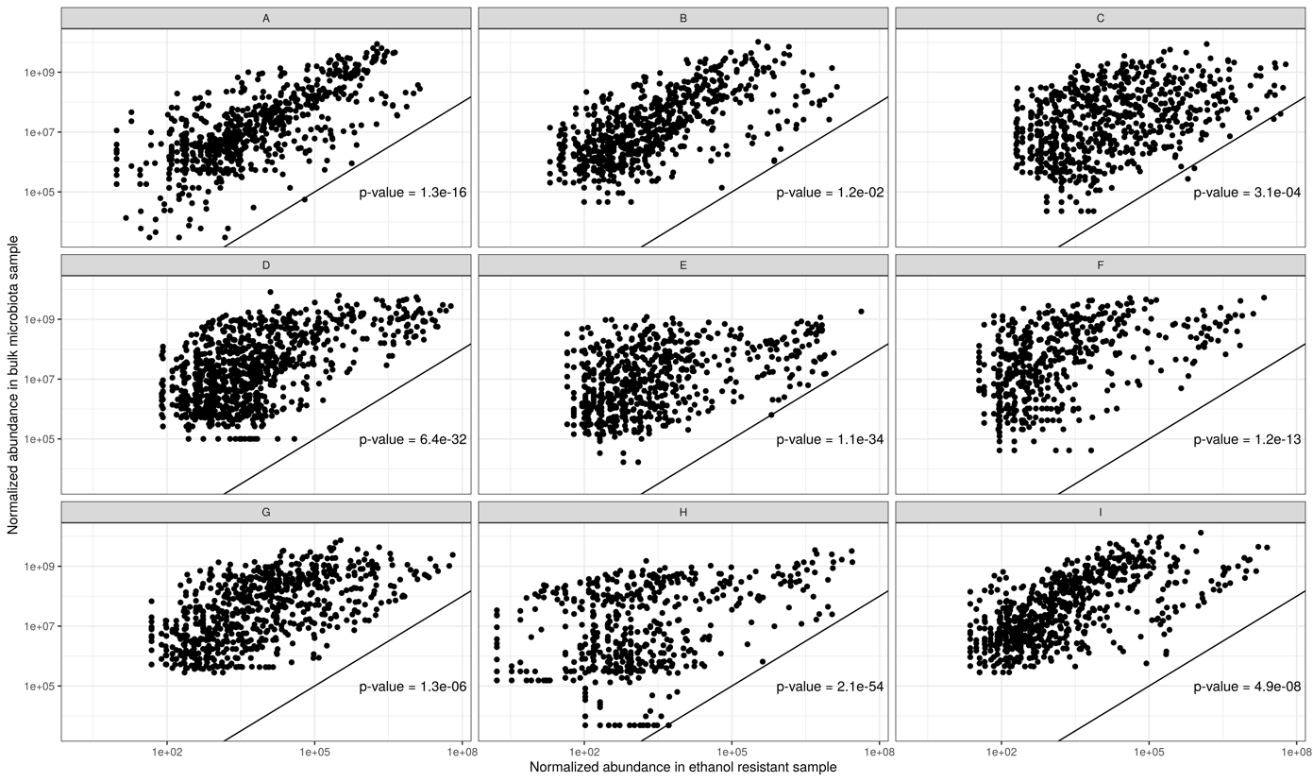 A B C
1e+09
1e+07
1e+05
p-value = 1.3e-16 p-value = 1.2e-02 p-value = 3.1e-04
D E F
1e+09
1e+07
1e+05
p-value = 6.4e-32 p-value = 1.1e-34 p-value = 1.2e-13
G H I
1e+09
1e+07
1e+05
p-value = 1.3e-06 p-value = 2.1e-54 p-value = 4.9e-08
1e+02 1e+05 1e+08 1e+02 1e+05 1e+08 1e+02 1e+05 1e+08
Normalized abundance in ethanol resistant sample
Normalized abundance in bulk microbiota sample